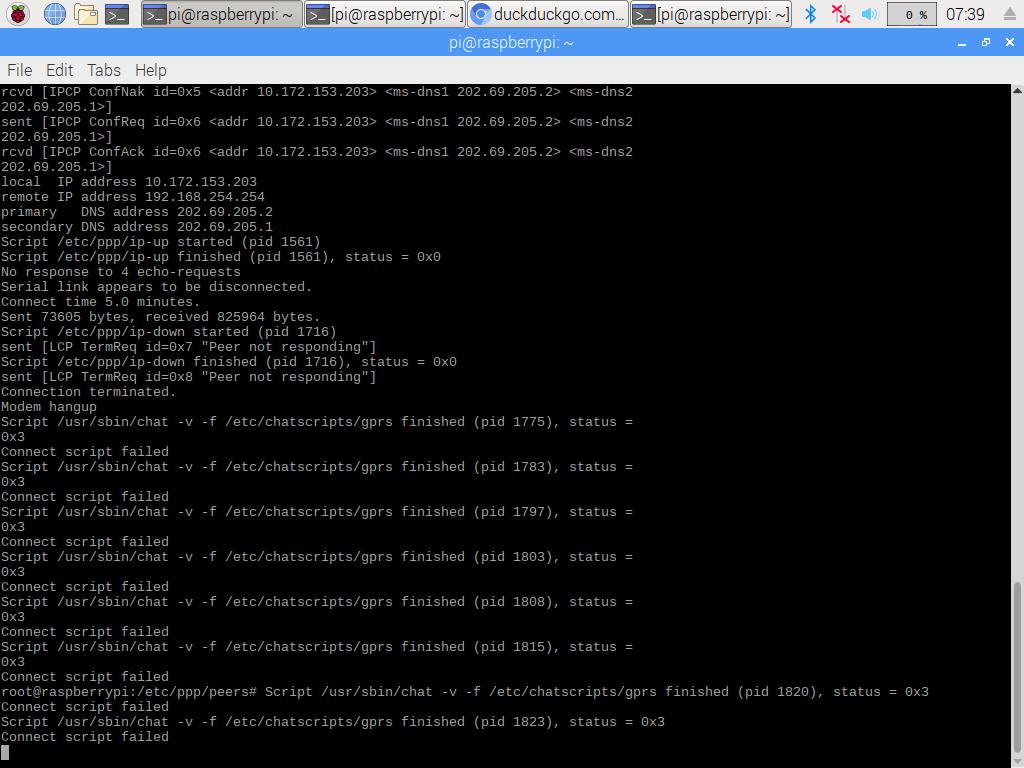 pi@raspberrypi: ~
[pi@raspberrypi: ~]
duckduckgo.com...
[pi@raspberrypi: ~]
0 %
07:39
pi@raspberrypi: ~
File Edit Tabs Help
rcvd [IPCP ConfNak id=0x5 <addr 10.172.153.203> <ms-dns1 202.69.205.2> <ms-dns2
202.69.205.1>]
sent [IPCP ConfReq id=0x6 <addr 10.172.153.203> <ms-dns1 202.69.205.2> <ms-dns2
202.69.205.1>]
rcvd [IPCP ConfAck id=0x6 <addr 10.172.153.203> <ms-dns1 202.69.205.2> <ms-dns2
202.69.205.1>]
local  IP address 10.172.153.203
remote IP address 192.168.254.254
primary   DNS address 202.69.205.2
secondary DNS address 202.69.205.1
Script /etc/ppp/ip-up started (pid 1561)
Script /etc/ppp/ip-up finished (pid 1561), status = 0x0
No response to 4 echo-requests
Serial link appears to be disconnected.
Connect time 5.0 minutes.
Sent 73605 bytes, received 825964 bytes.
Script /etc/ppp/ip-down started (pid 1716)
sent [LCP TermReq id=0x7 "Peer not responding"]
Script /etc/ppp/ip-down finished (pid 1716), status = 0x0
sent [LCP TermReq id=0x8 "Peer not responding"]
Connection terminated.
Modem hangup
Script /usr/sbin/chat -v -f /etc/chatscripts/gprs finished (pid 1775), status =
0x3
Connect script failed
Script /usr/sbin/chat -v -f /etc/chatscripts/gprs finished (pid 1783), status =
0x3
Connect script failed
Script /usr/sbin/chat -v -f /etc/chatscripts/gprs finished (pid 1797), status =
0x3
Connect script failed
Script /usr/sbin/chat -v -f /etc/chatscripts/gprs finished (pid 1803), status =
0x3
Connect script failed
Script /usr/sbin/chat -v -f /etc/chatscripts/gprs finished (pid 1808), status =
0x3
Connect script failed
Script /usr/sbin/chat -v -f /etc/chatscripts/gprs finished (pid 1815), status =
0x3
Connect script failed
root@raspberrypi:/etc/ppp/peers# Script /usr/sbin/chat -v -f /etc/chatscripts/gprs finished (pid 1820), status = 0x3
Connect script failed
Script /usr/sbin/chat -v -f /etc/chatscripts/gprs finished (pid 1823), status = 0x3
Connect script failed